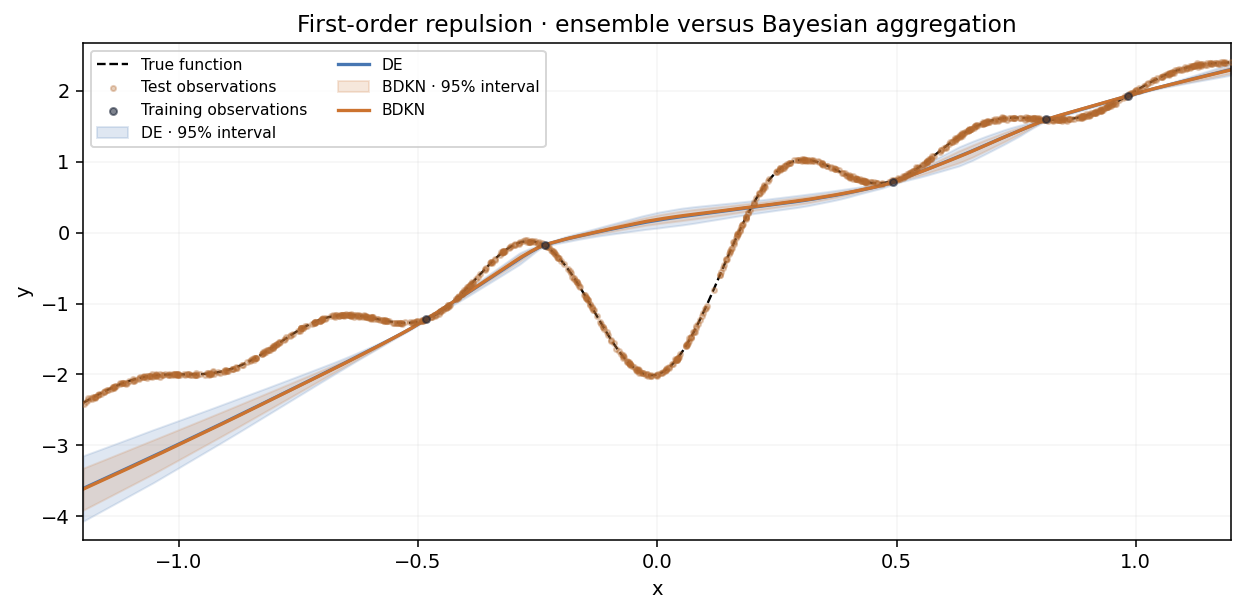 First-order repulsion · ensemble versus Bayesian aggregation
True function
Test observations
Training observations
DE · 95% interval
DE
BDKN · 95% interval
BDKN
y
2
1
0
−1
−2
−3
−4
−1.0
−0.5
0.0
0.5
1.0
x